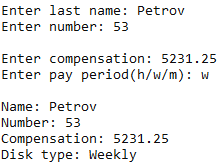 Enter last name: Petrov
Enter number: 53
Enter compensation: 5231.25
Enter pay period(h/w/m): w
Name: Petrov
Number: 53
Compensation: 5231.25
Disk type: Weekly